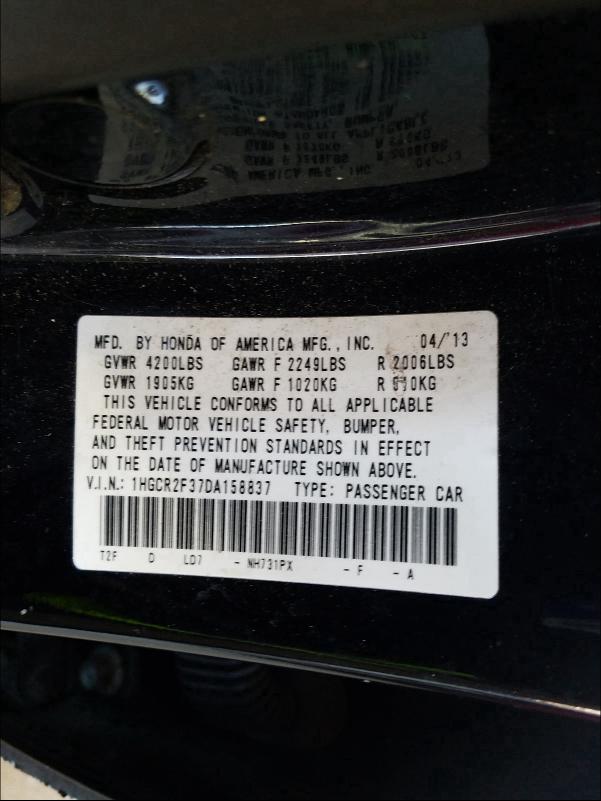 MFD. BY HONDA OF AMERICA MFG., INC. 04/'13
GVWR 4200LBS GAWR F 2249LBS R 2006LBS
GVWR 1905KG GAWR F 1020KG R
THIS VEHICLE CONFORMS TO ALL APPLICABLE
FEDERAL MOTOR VEHICLE SAFETY, BUMPER,
AND THEFT PREVENTION STANDARDS IN EFFECT
ON THE DATE OF MANUFACTURE SHOWN ABOVE.
V.I.N.: 1HGCR2F37DA158837 TYPE: PASSENGER CAR
T2F D LD7 - NH731PX - F - A